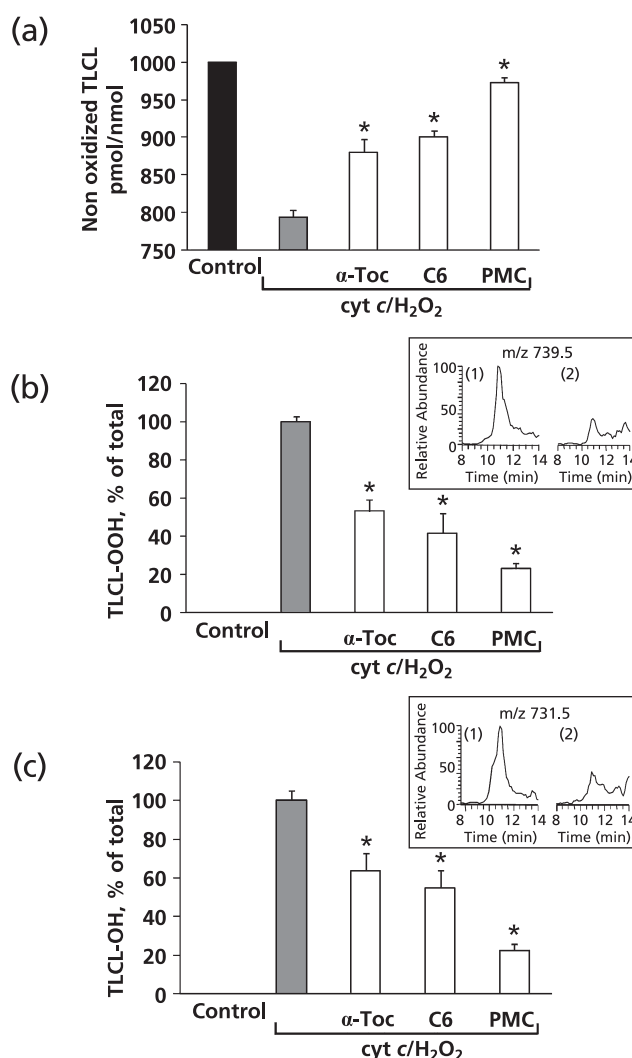 (a)
Non oxidized TLCL
pmol/nmol
1050
1000
950
900
850
800
750
*
*
*
Control
α-Toc C6 PMC
cyt c/H₂O₂
(b)
TLCL-OOH, % of total
120
100
80
60
40
20
0
*
*
*
Control
α-Toc C6 PMC
cyt c/H₂O₂
m/z 739.5
(1) (2)
Relative Abundance
100
50
0
8 10 12 14 8 10 12 14
Time (min) Time (min)
(c)
TLCL-OH, % of total
120
100
80
60
40
20
0
*
*
*
Control
α-Toc C6 PMC
cyt c/H₂O₂
m/z 731.5
(1) (2)
Relative Abundance
100
50
0
8 10 12 14 8 10 12 14
Time (min) Time (min)